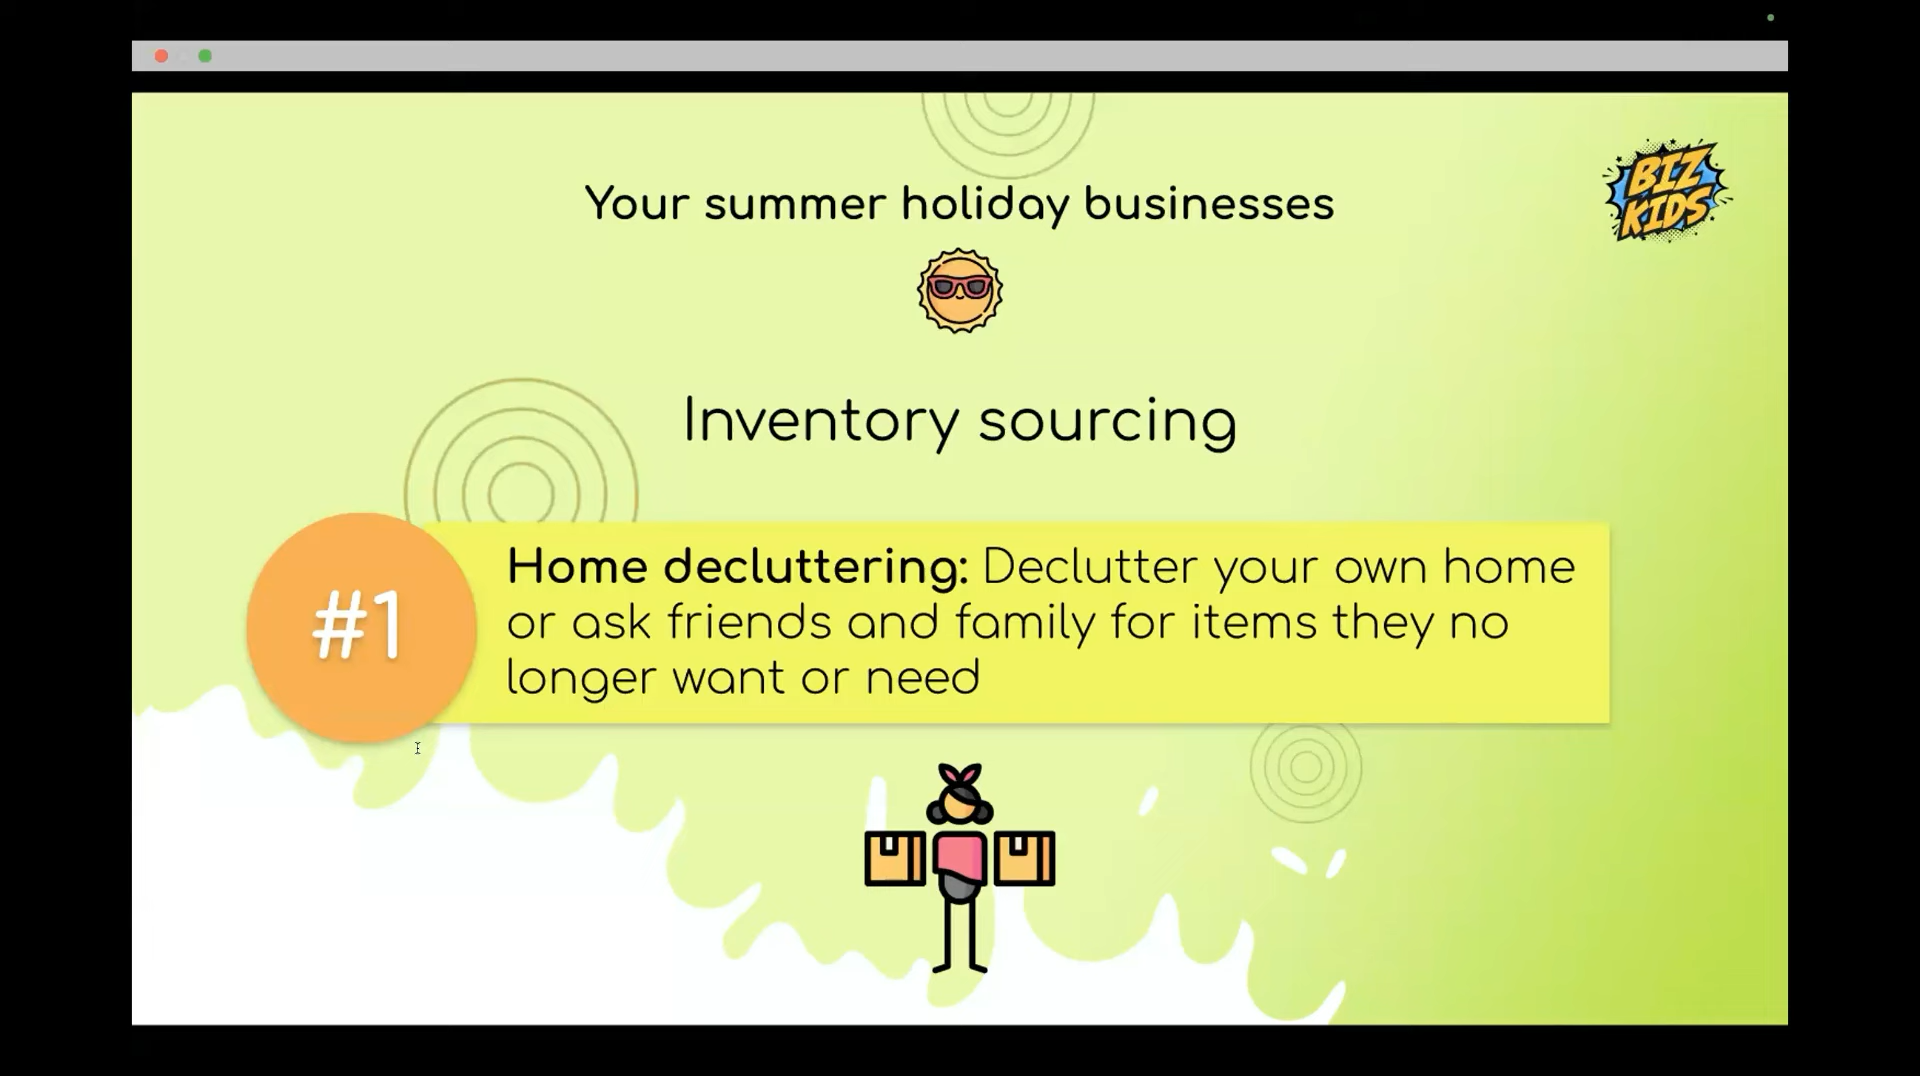 Your summer holiday businesses
BIZ
KIDS
Inventory sourcing
#1
Home decluttering: Declutter your own home
or ask friends and family for items they no
longer want or need